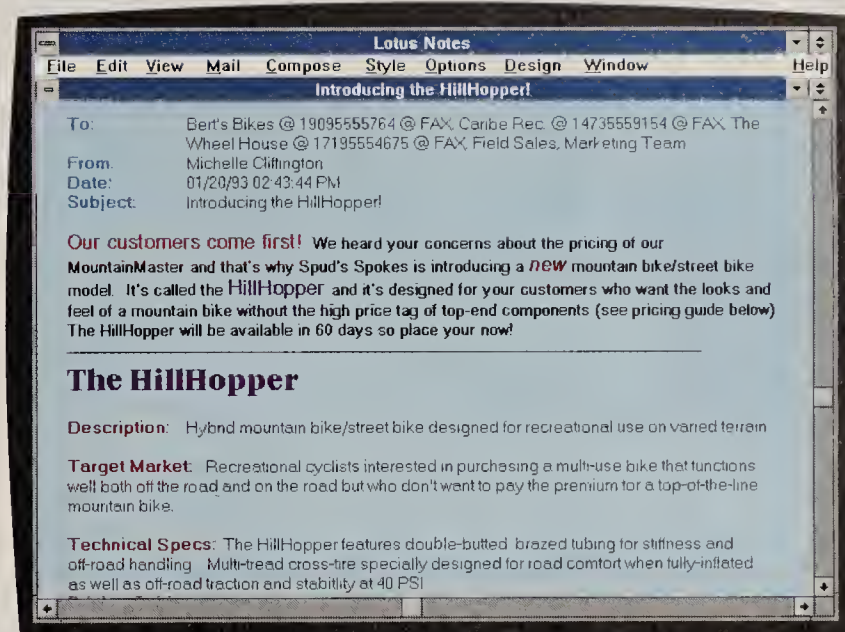 Lotus Notes
File Edit View Mail Compose Style Options Design Window Help
Introducing the HillHopper!
To: Bert's Bikes @ 19095555764 @ FAX, Caribe Rec. @ 14735559154 @ FAX, The
Wheel House @ 17195554675 @ FAX, Field Sales, Marketing Team
From: Michelle Cliffington
Date: 01/20/93 02:43:44 PM
Subject: Introducing the HillHopper!
Our customers come first! We heard your concerns about the pricing of our
MountainMaster and that's why Spud's Spokes is introducing a new mountain bike/street bike
model. It's called the HillHopper and it's designed for your customers who want the looks and
feel of a mountain bike without the high price tag of top-end components (see pricing guide below)
The HillHopper will be available in 60 days so place your now!
The HillHopper
Description: Hybrid mountain bike/street bike designed for recreational use on varied terrain
Target Market: Recreational cyclists interested in purchasing a multi-use bike that functions
well both off the road and on the road but who don't want to pay the premium for a top-of-the-line
mountain bike.
Technical Specs: The HillHopper features double-butted brazed tubing for stiffness and
off-road handling Multi-tread cross-tire specially designed for road comfort when fully-inflated
as well as off-road traction and stability at 40 PSI